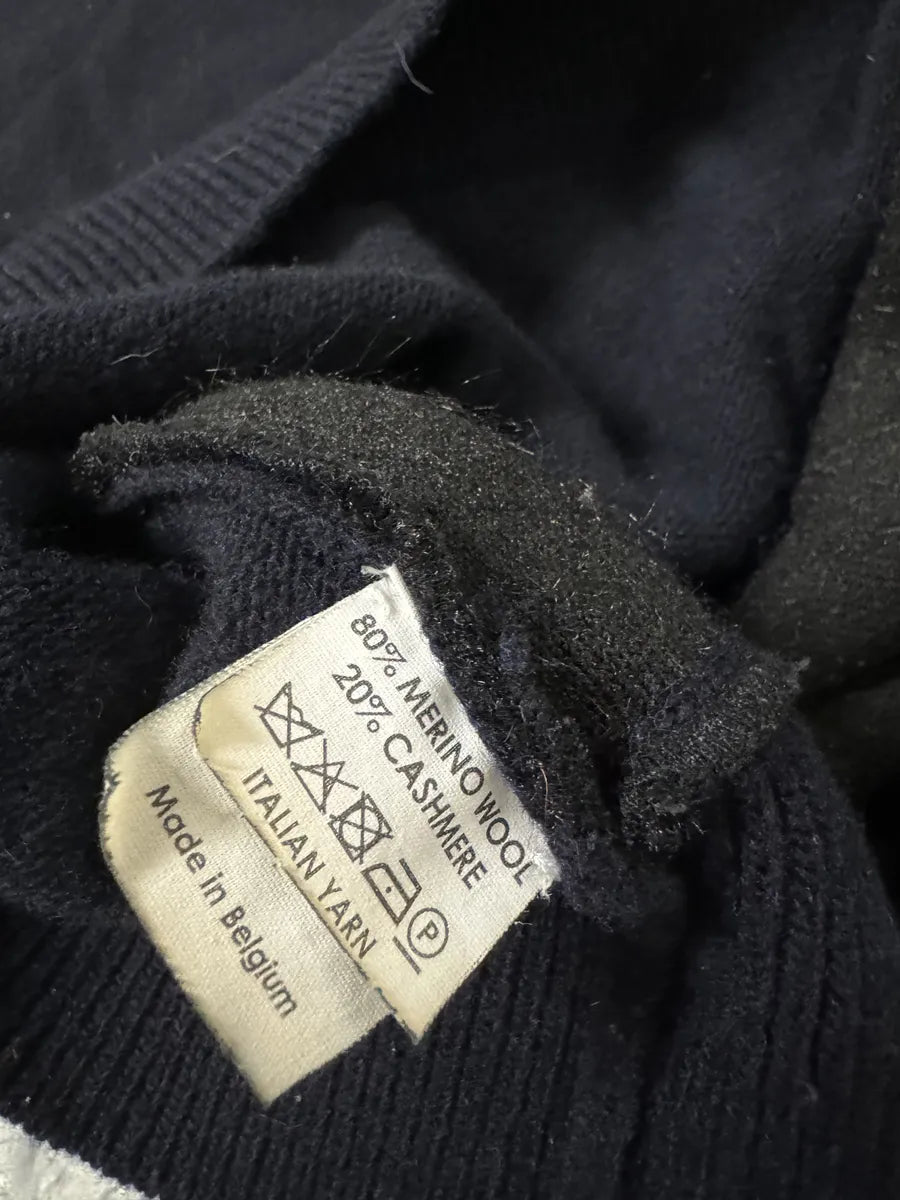 80% MERINO WOOL
20% CASHMERE
P
ITALIAN YARN
Made in Belgium